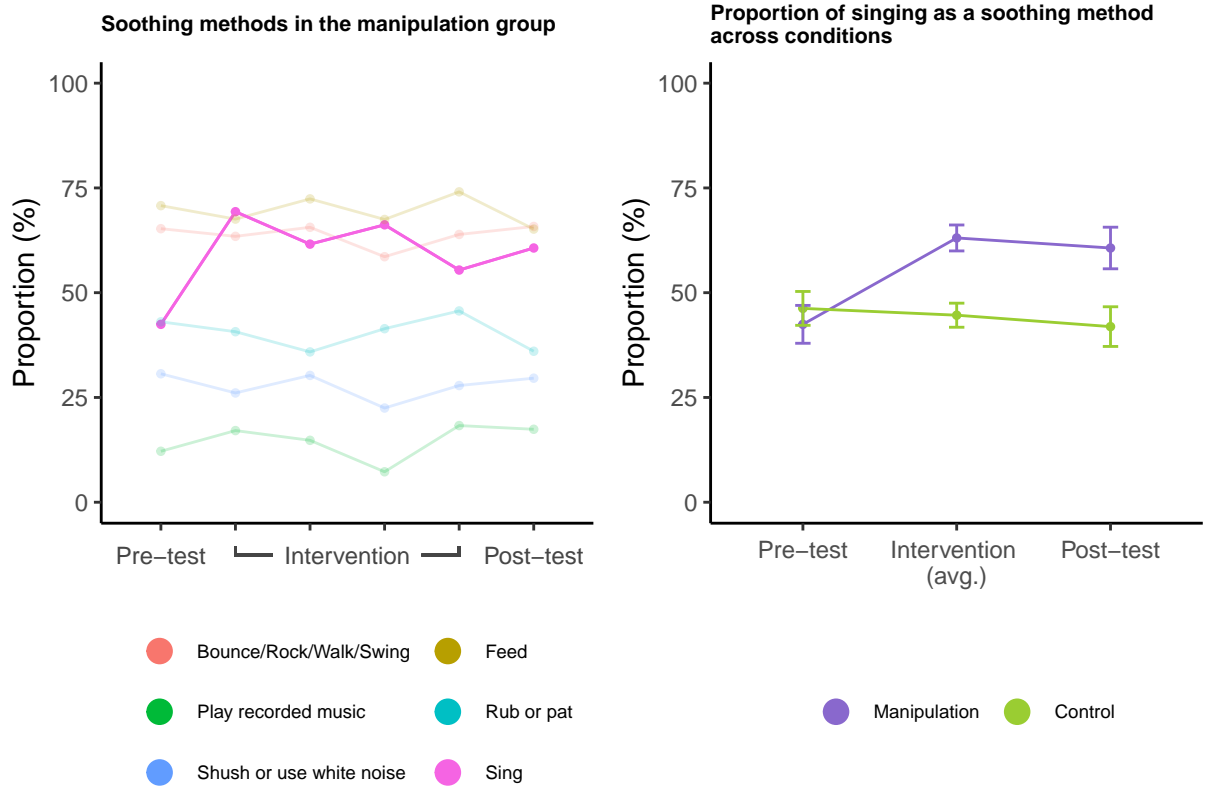 Soothing methods in the manipulation group
Proportion (%)
100
75
50
25
0
Pre−test
Intervention
Post−test
Bounce/Rock/Walk/Swing
Feed
Play recorded music
Rub or pat
Shush or use white noise
Sing
Proportion of singing as a soothing method
across conditions
Proportion (%)
100
75
50
25
0
Pre−test
Intervention
(avg.)
Post−test
Manipulation
Control